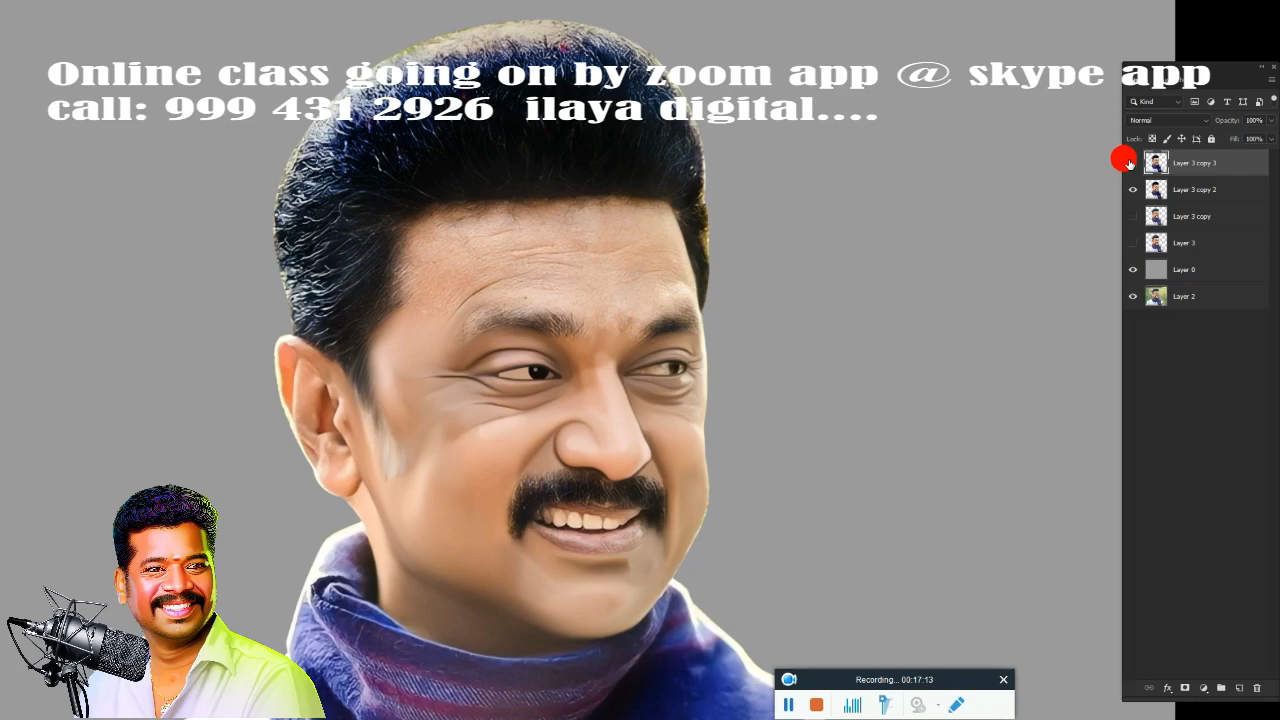 Online class going on by zoom app @ skype app
call: 999 431 2926 ilaya digital....
Kind
Normal Opacity: 100%
Lock: Fill: 100%
Layer 3 copy 3
Layer 3 copy 2
Layer 3 copy
Layer 3
Layer 0
Layer 2
Recording... 00:17:13